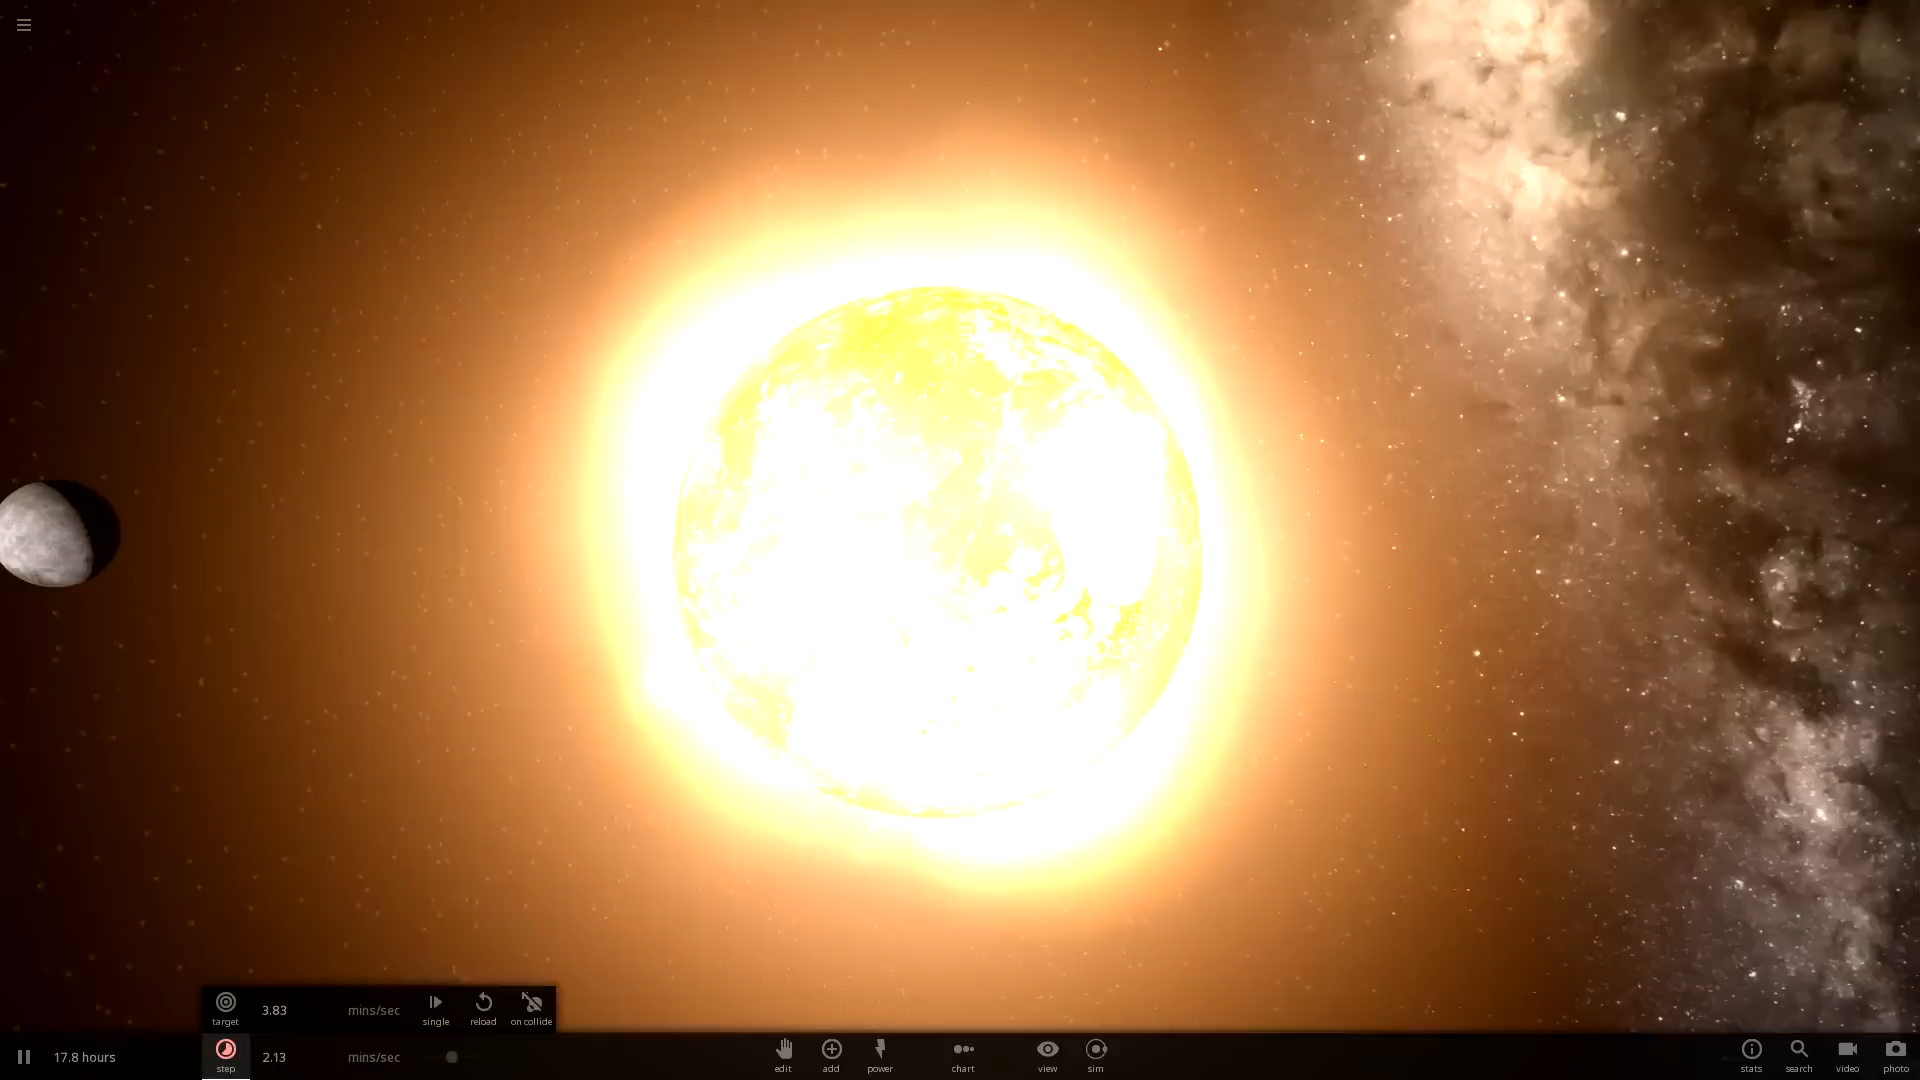 target
3.83
mins/sec
single
reload
on collide
17.8 hours
step
2.13
mins/sec
edit
add
power
chart
view
sim
stats
search
video
photo